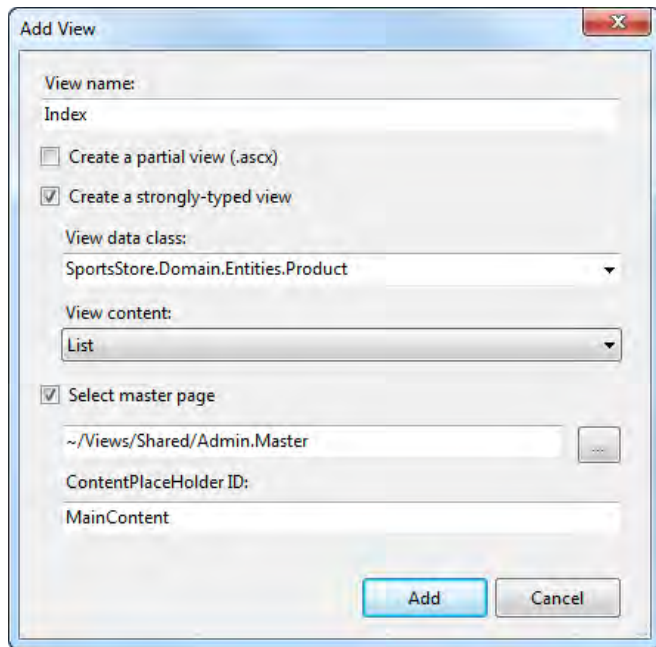 Add View
View name:
Index
Create a partial view (.ascx)
Create a strongly-typed view
View data class:
SportsStore.Domain.Entities.Product
View content:
List
Select master page
~/Views/Shared/Admin.Master
...
ContentPlaceHolder ID:
MainContent
Add Cancel